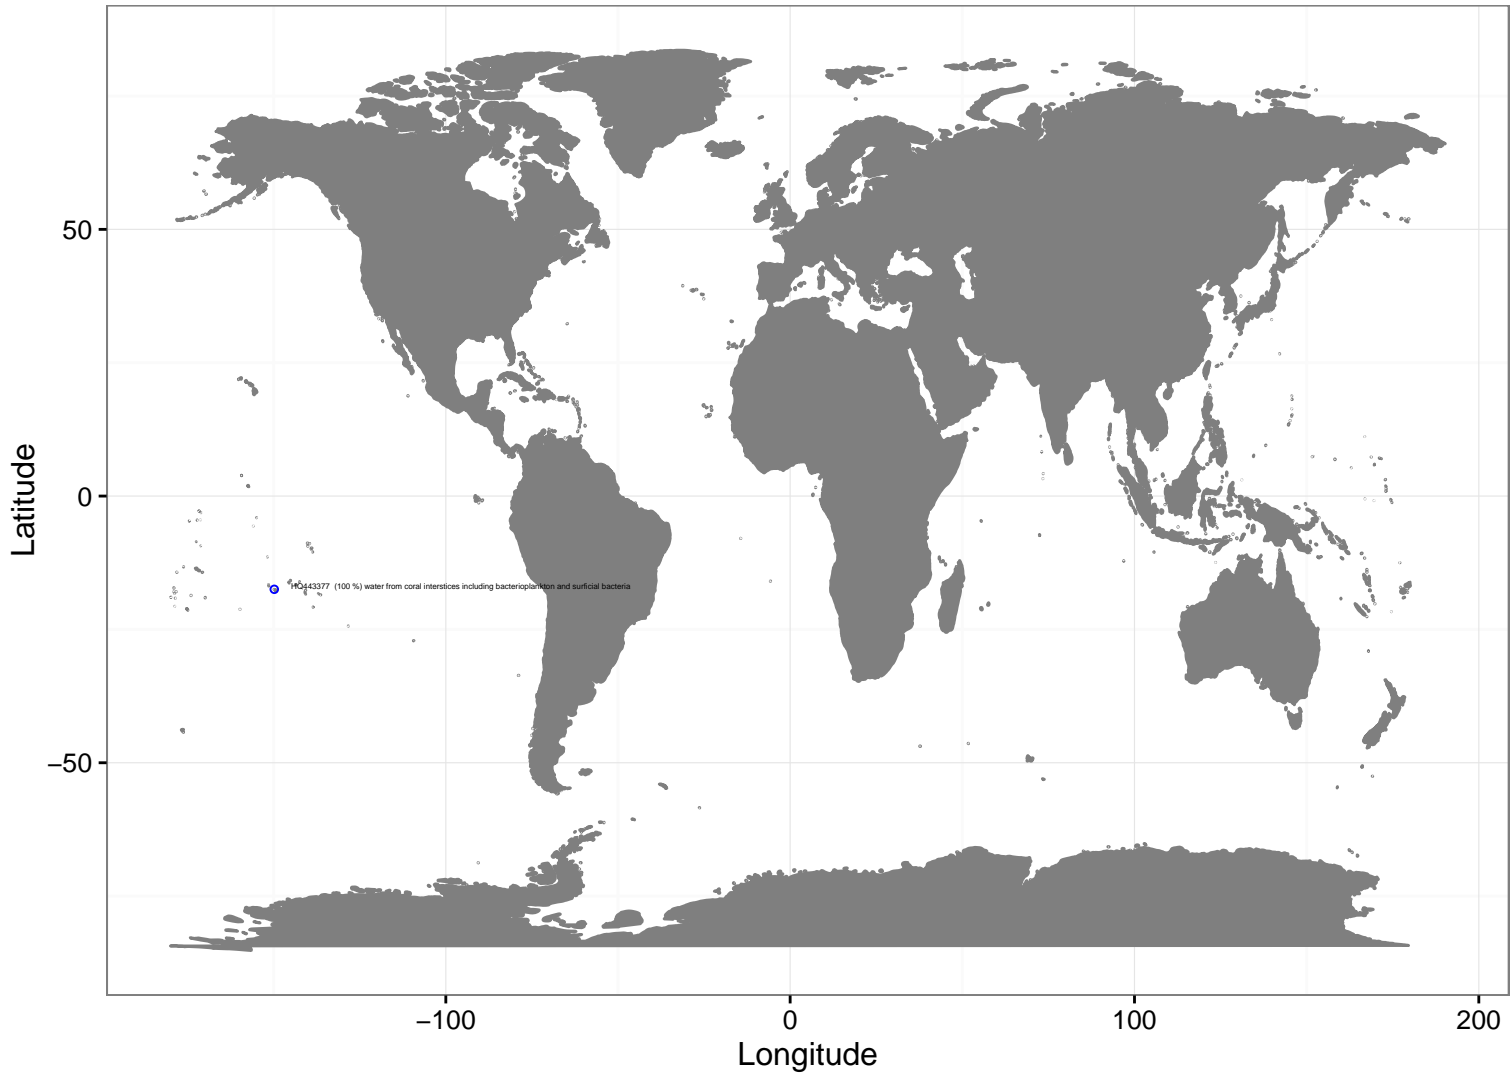 50
0
−50
Latitude
HQ443377 (100 %) water from coral interstices including bacterioplankton and surficial bacteria
−100
0
100
200
Longitude